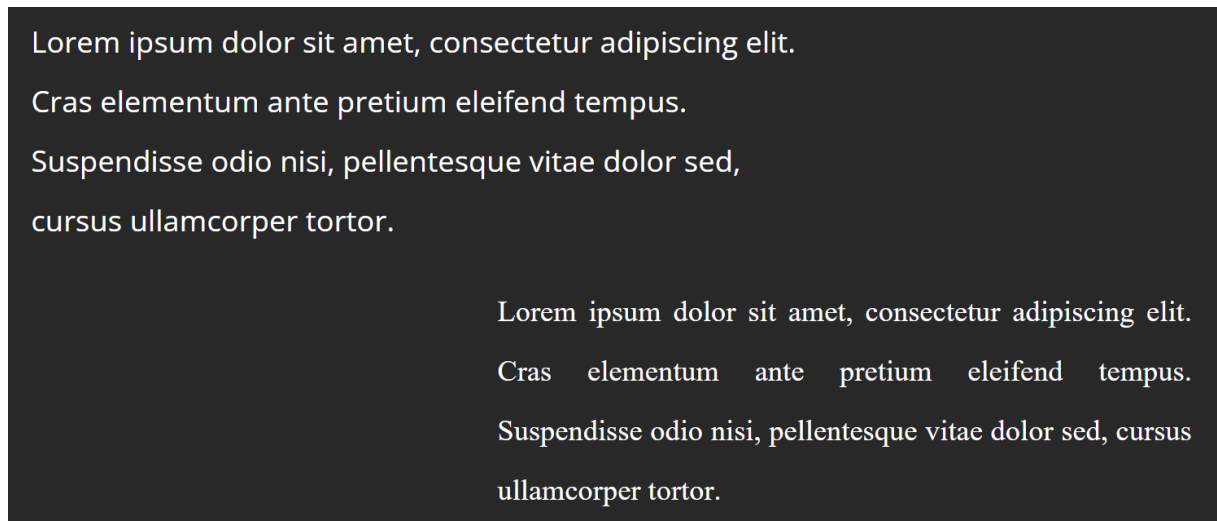 Lorem ipsum dolor sit amet, consectetur adipiscing elit.
Cras elementum ante pretium eleifend tempus.
Suspendisse odio nisi, pellentesque vitae dolor sed,
cursus ullamcorper tortor.
Lorem ipsum dolor sit amet, consectetur adipiscing elit.
Cras elementum ante pretium eleifend tempus.
Suspendisse odio nisi, pellentesque vitae dolor sed, cursus
ullamcorper tortor.